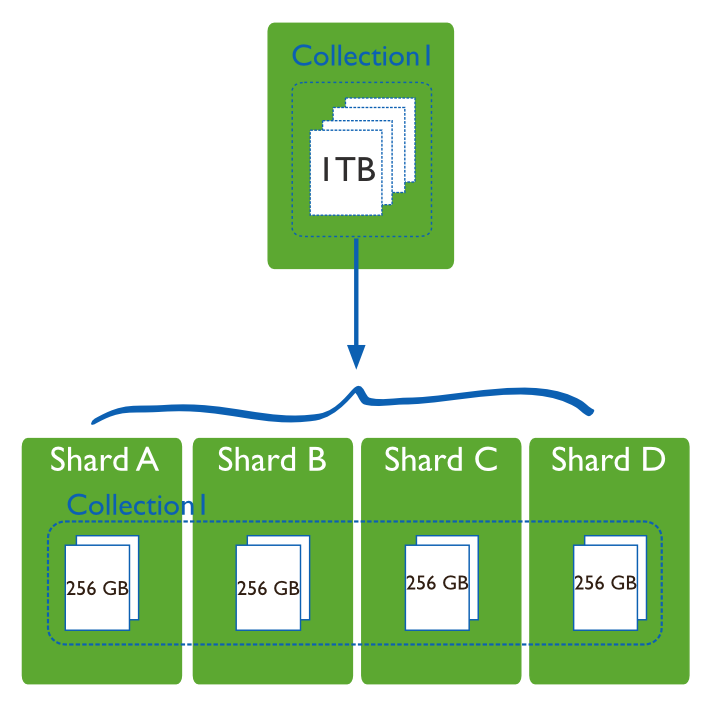 Collection1
1TB
Shard A
Shard B
Shard C
Shard D
Collection1
256 GB
256 GB
256 GB
256 GB